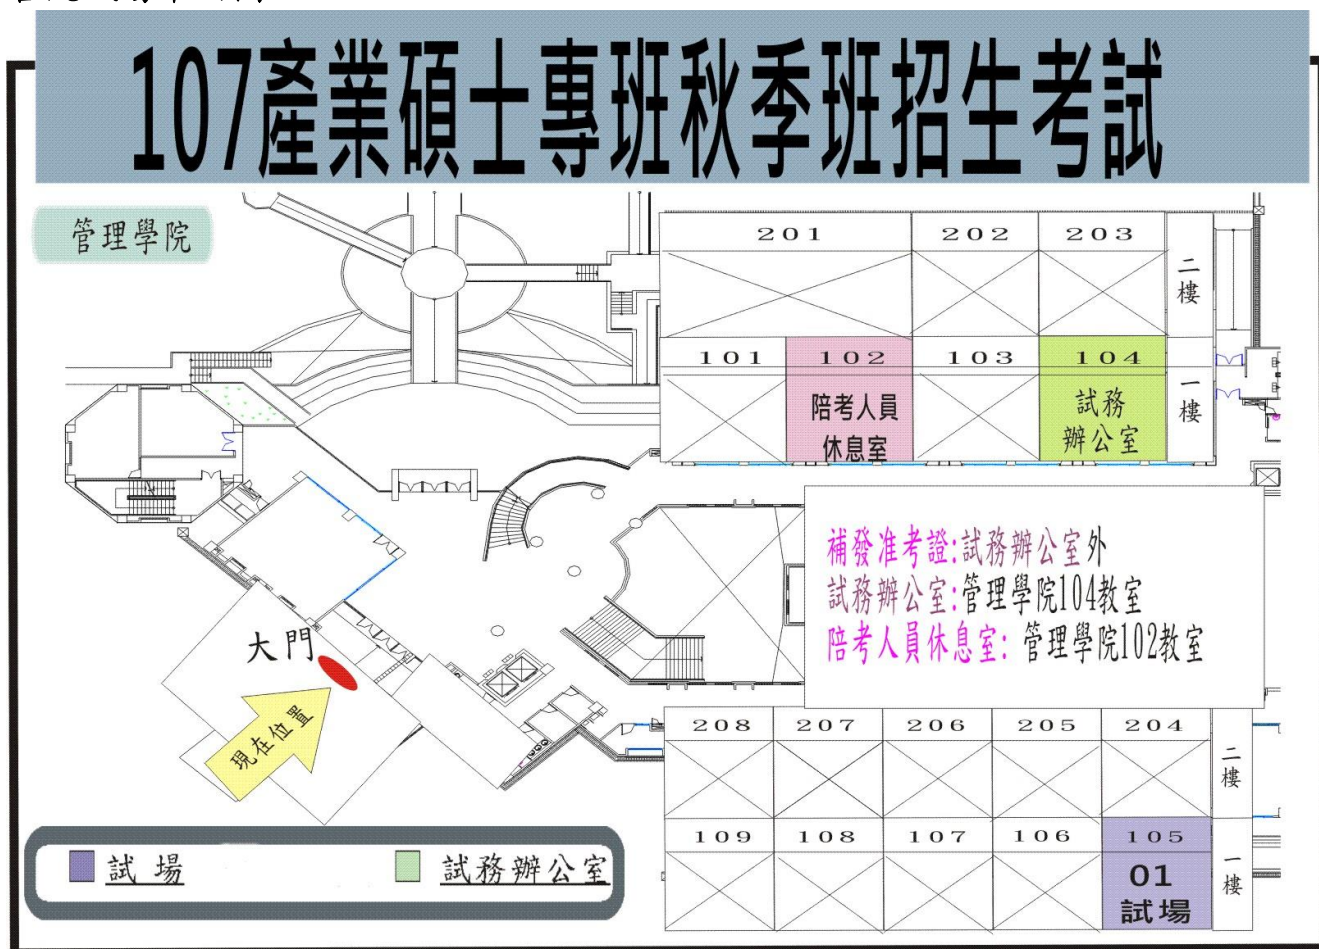 107產業碩士專班秋季班招生考試
管理學院
201 202 203
二樓
101 102 103 104
一樓
陪考人員
休息室
試務
辦公室
補發准考證:試務辦公室外
試務辦公室:管理學院104教室
陪考人員休息室: 管理學院102教室
大門
現在位置
208 207 206 205 204
二樓
109 108 107 106 105
一樓
01
試場
試場 試務辦公室